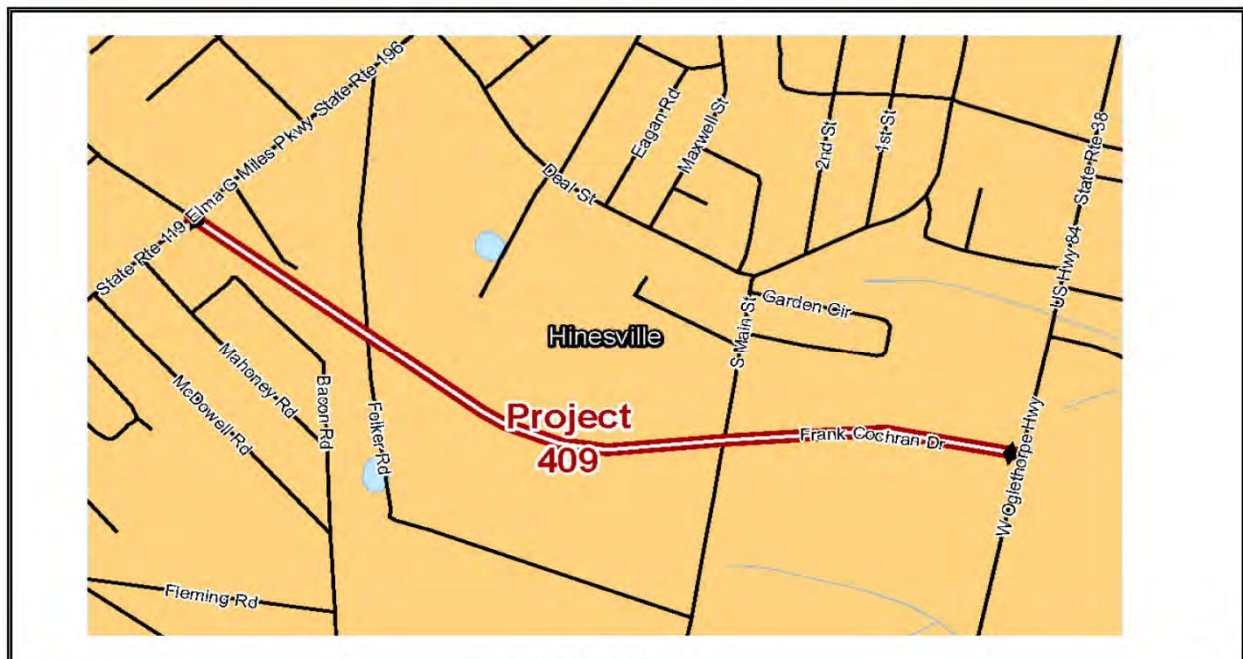 State Rte 119 Elma G Miles Pkwy State Rte 196
Eagan Rd
Maxwell St
2nd St
1st St
Deal St
US Hwy 84 State Rte 38
Garden Cir
Hinesville
S Main St
Mahoney Rd
McDowell Rd
Bacon Rd
Folker Rd
Project
409
Frank Cochran Dr
W Oglethorpe Hwy
Fleming Rd